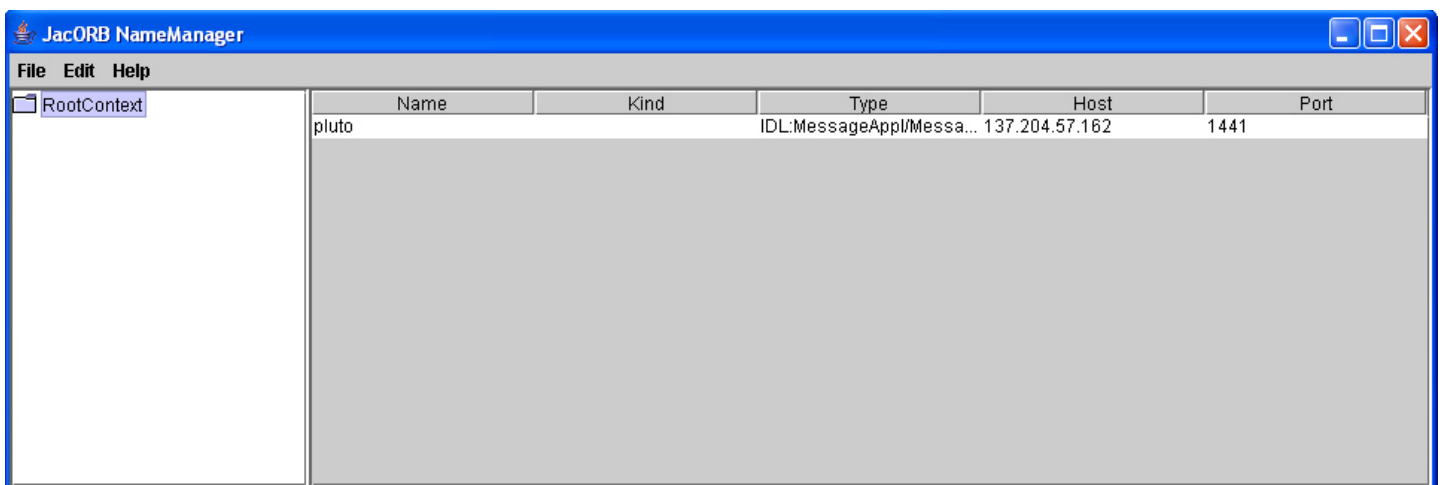 JacORB NameManager
File Edit Help
RootContext
Name Kind Type Host Port
pluto IDL:MessageAppl/Messa... 137.204.57.162 1441